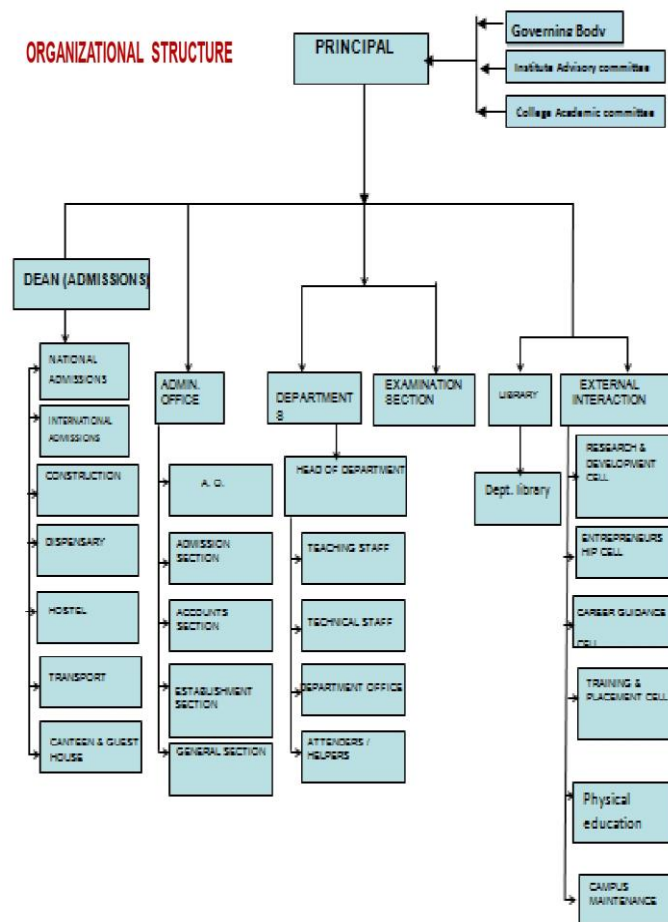 ORGANIZATIONAL STRUCTURE
PRINCIPAL
Governing Body
Institute Advisory committee
College Academic committee
DEAN (ADMISSIONS)
NATIONAL
ADMISSIONS
INTERNATIONAL
ADMISSIONS
CONSTRUCTION
DISPENSARY
HOSTEL
TRANSPORT
CANTEEN & GUEST
HOUSE
ADMIN.
OFFICE
A. O.
ADMISSION
SECTION
ACCOUNTS
SECTION
ESTABLISHMENT
SECTION
GENERAL SECTION
DEPARTMENT
S
HEAD OF DEPARTMENT
TEACHING STAFF
TECHNICAL STAFF
DEPARTMENT OFFICE
ATTENDERS /
HELPERS
EXAMINATION
SECTION
LIBRARY
Dept. library
EXTERNAL
INTERACTION
RESEARCH &
DEVELOPMENT
CELL
ENTREPRENEURS
HIP CELL
CAREER GUIDANCE
CELL
TRAINING &
PLACEMENT CELL
Physical
education
CAMPUS
MAINTENANCE